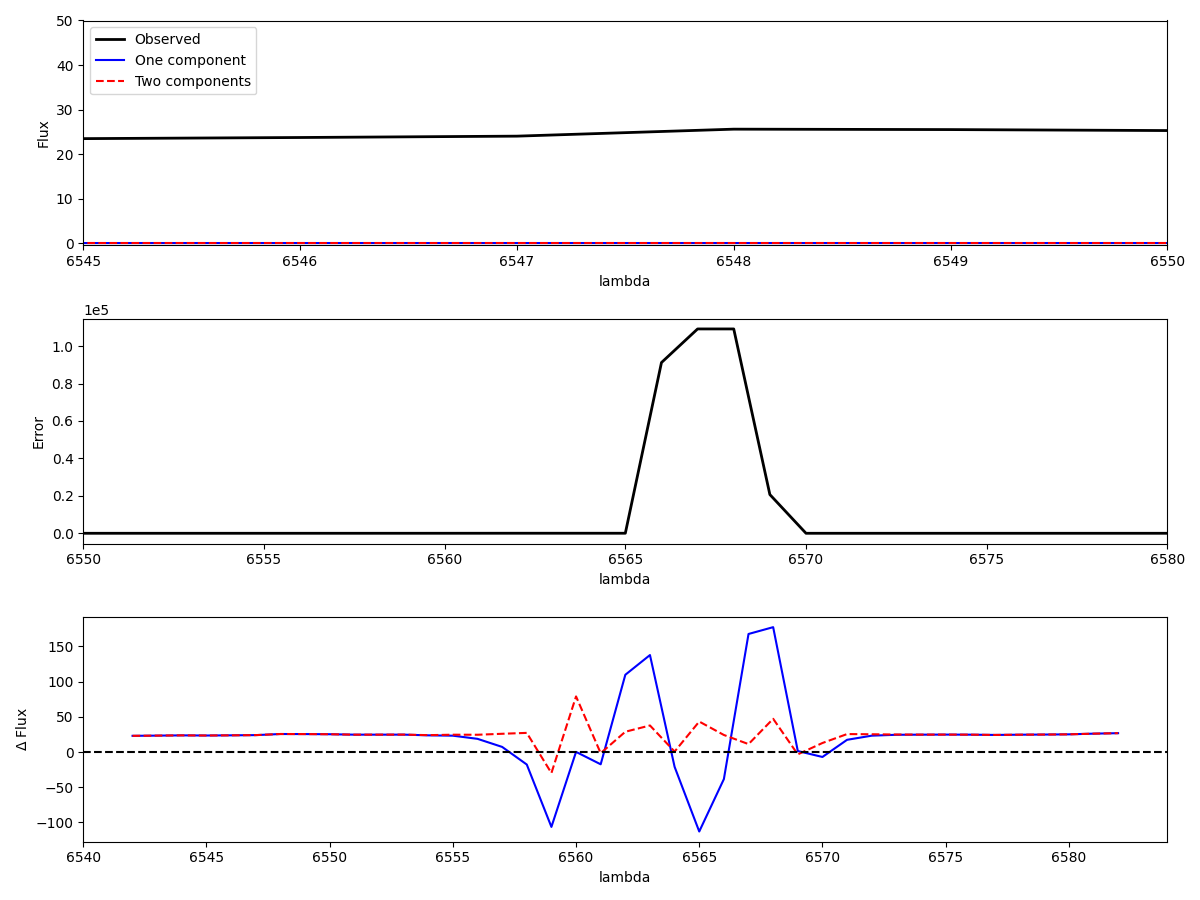 50
40
30
20
10
0
Flux
Observed
One component
Two components
6545 6546 6547 6548 6549 6550
lambda
1e5
1.0
0.8
0.6
0.4
0.2
0.0
Error
6550 6555 6560 6565 6570 6575 6580
lambda
150
100
50
0
−50
−100
Δ Flux
6540 6545 6550 6555 6560 6565 6570 6575 6580
lambda